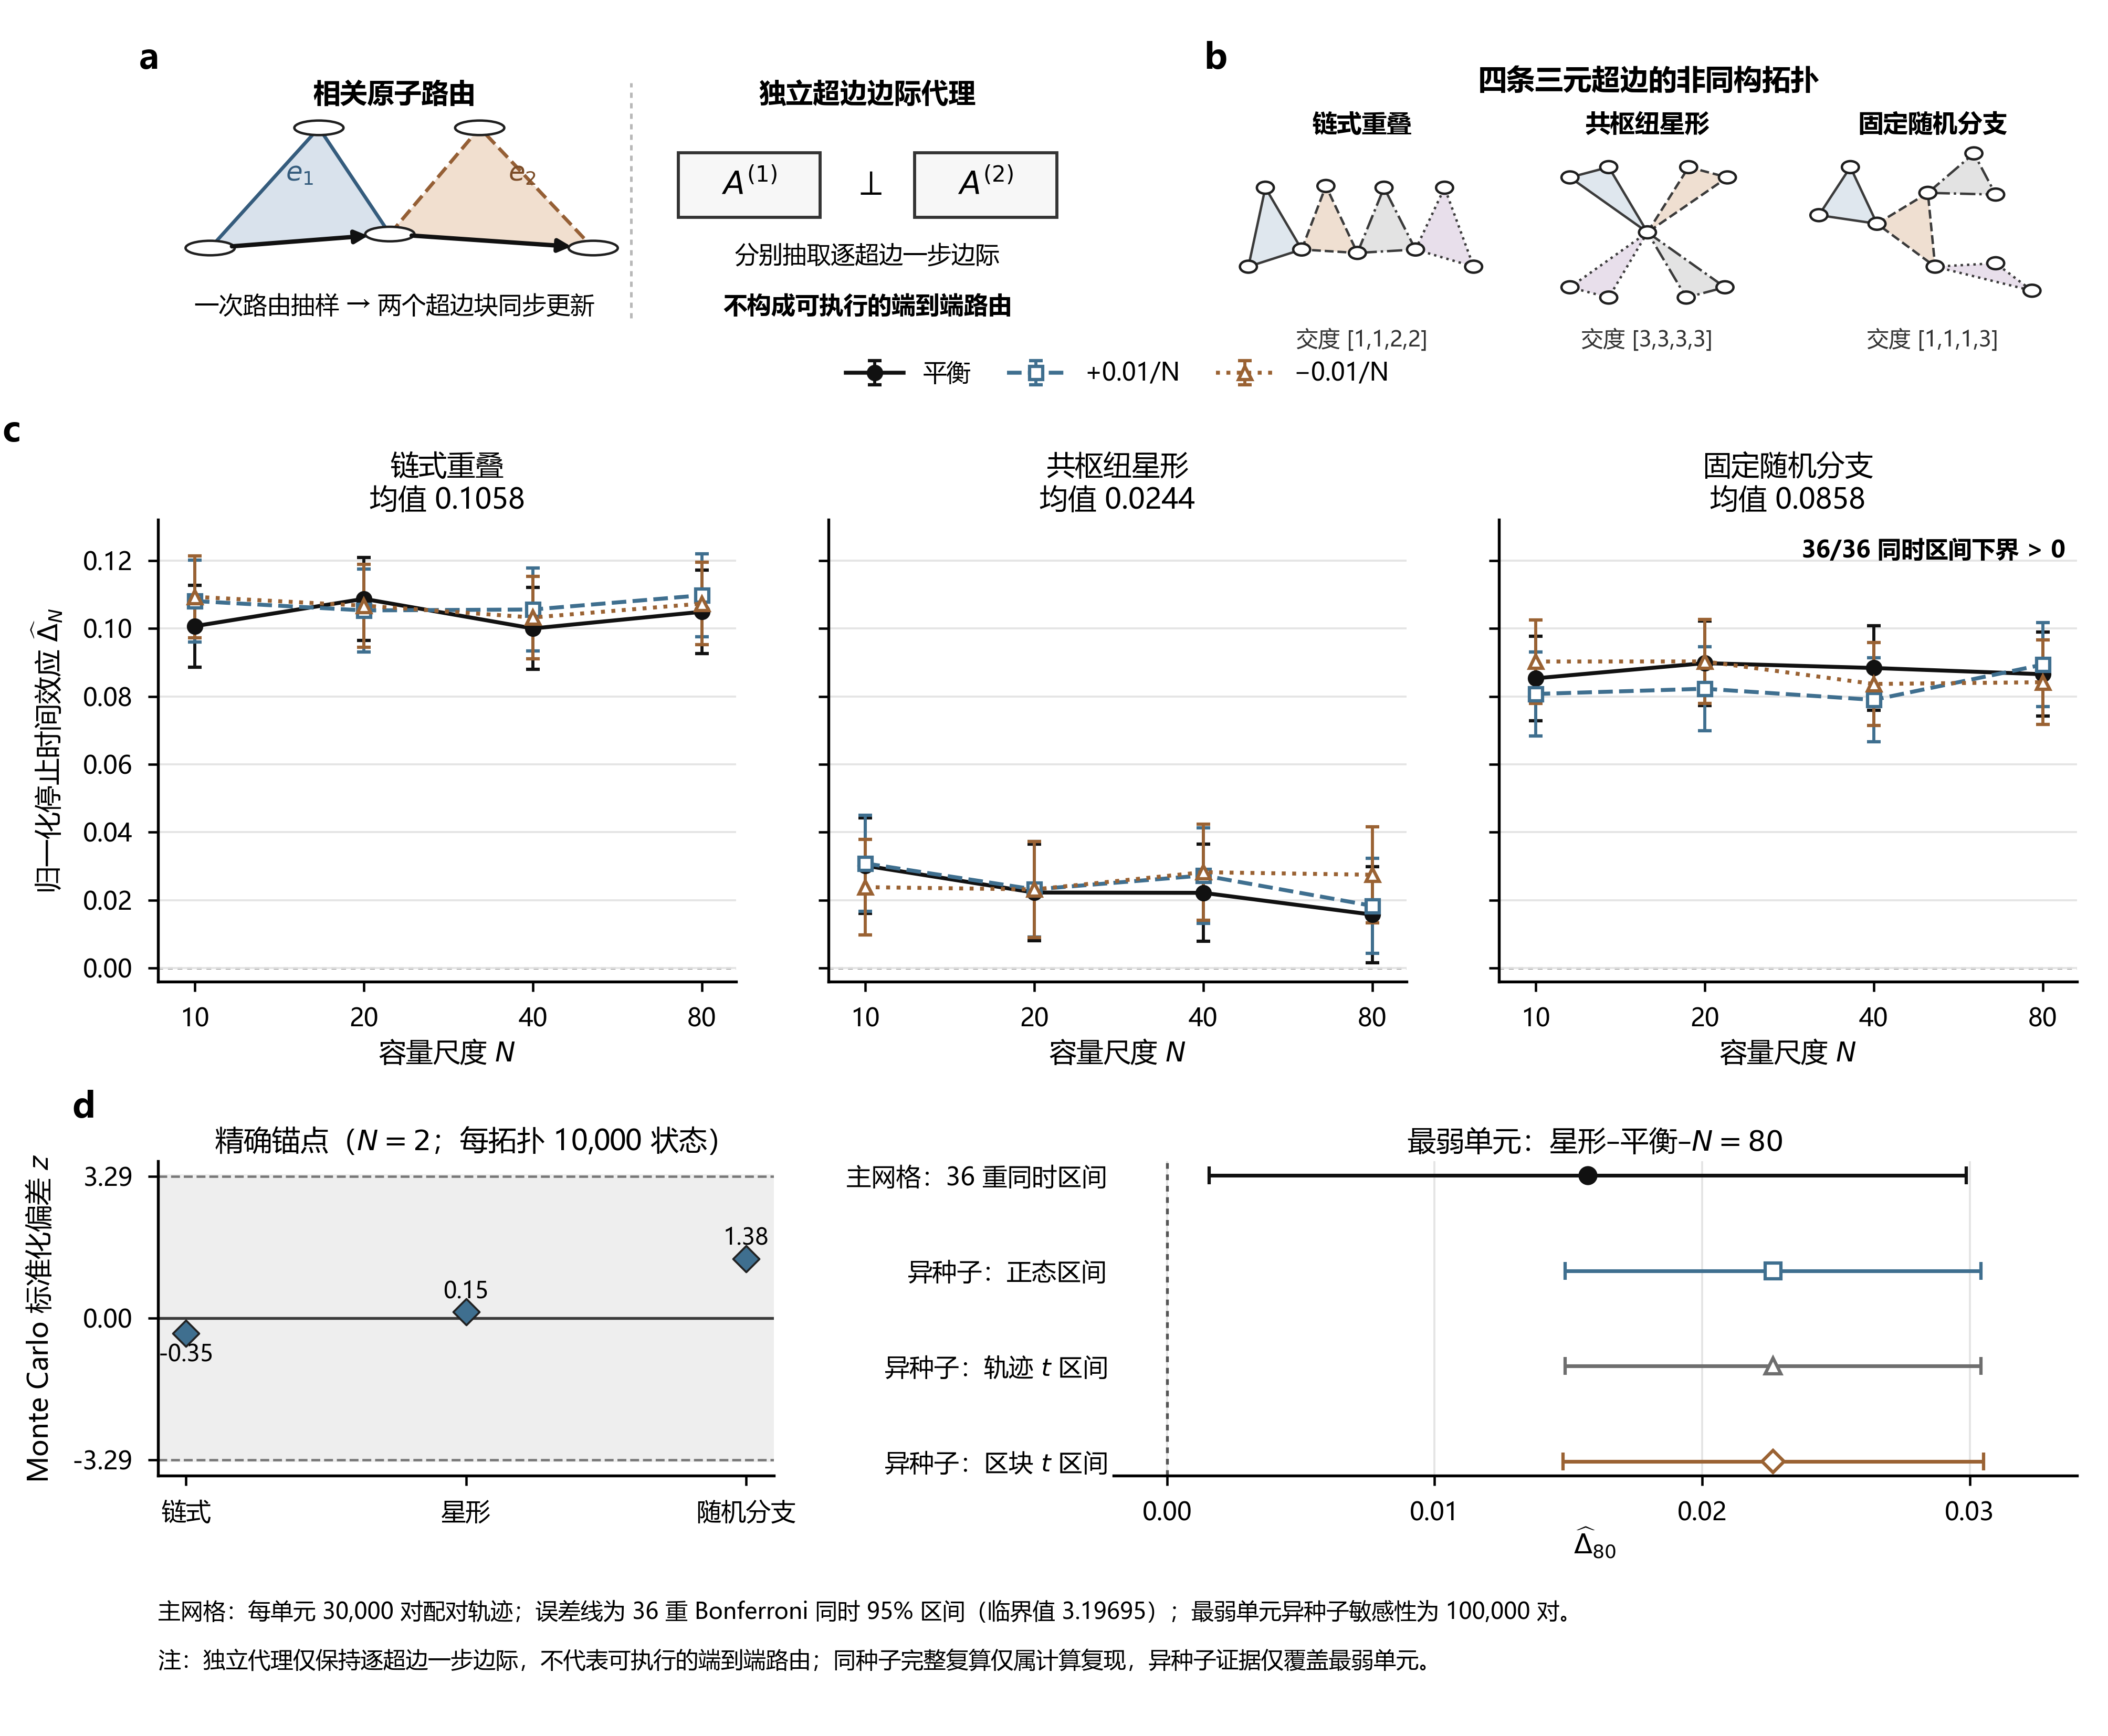 a
相关原子路由
e₁
e₂
一次路由抽样 → 两个超边块同步更新
独立超边边际代理
A⁽¹⁾ ⊥ A⁽²⁾
分别抽取逐超边一步边际
不构成可执行的端到端路由
b
四条三元超边的非同构拓扑
链式重叠
共枢纽星形
固定随机分支
交度 [1,1,2,2]
交度 [3,3,3,3]
交度 [1,1,1,3]
平衡
+0.01/N
−0.01/N
c
链式重叠
均值 0.1058
归一化停止时间效应 Δ̂_N
0.12
0.10
0.08
0.06
0.04
0.02
0.00
10 20 40 80
容量尺度 N
共枢纽星形
均值 0.0244
10 20 40 80
容量尺度 N
固定随机分支
均值 0.0858
36/36 同时区间下界 > 0
10 20 40 80
容量尺度 N
d
精确锚点（N = 2；每拓扑 10,000 状态）
Monte Carlo 标准化偏差 z
3.29
0.00
-3.29
-0.35
0.15
1.38
链式
星形
随机分支
最弱单元：星形–平衡–N = 80
主网格：36 重同时区间
异种子：正态区间
异种子：轨迹 t 区间
异种子：区块 t 区间
0.00 0.01 0.02 0.03
Δ̂₈₀
主网格：每单元 30,000 对配对轨迹；误差线为 36 重 Bonferroni 同时 95% 区间（临界值 3.19695）；最弱单元异种子敏感性为 100,000 对。
注：独立代理仅保持逐超边一步边际，不代表可执行的端到端路由；同种子完整复算仅属计算复现，异种子证据仅覆盖最弱单元。